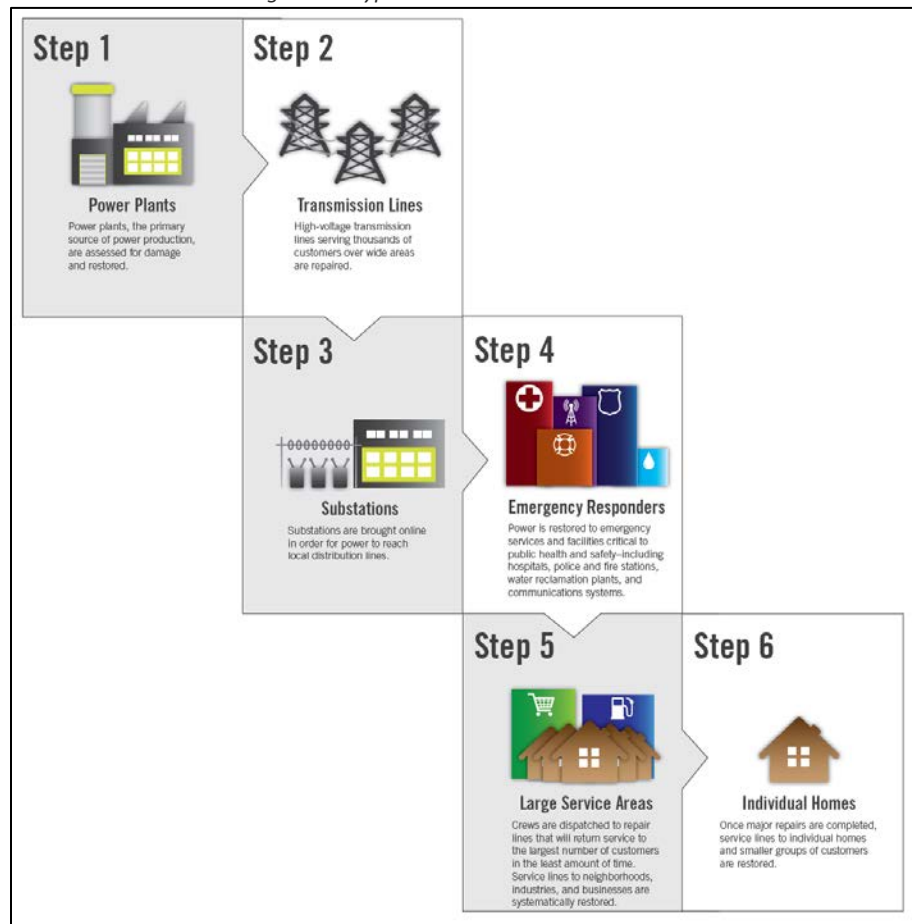 Step 1
Power Plants
Power plants, the primary
source of power production,
are assessed for damage
and restored.
Step 2
Transmission Lines
High-voltage transmission
lines serving thousands of
customers over wide areas
are repaired.
Step 3
Substations
Substations are brought online
in order for power to reach
local distribution lines.
Step 4
Emergency Responders
Power is restored to emergency
services and facilities critical to
public health and safety–including
hospitals, police and fire stations,
water reclamation plants, and
communications systems.
Step 5
Large Service Areas
Crews are dispatched to repair
lines that will return service to
the largest number of customers
in the least amount of time.
Service lines to neighborhoods,
industries, and businesses are
systematically restored.
Step 6
Individual Homes
Once major repairs are completed,
service lines to individual homes
and smaller groups of customers
are restored.